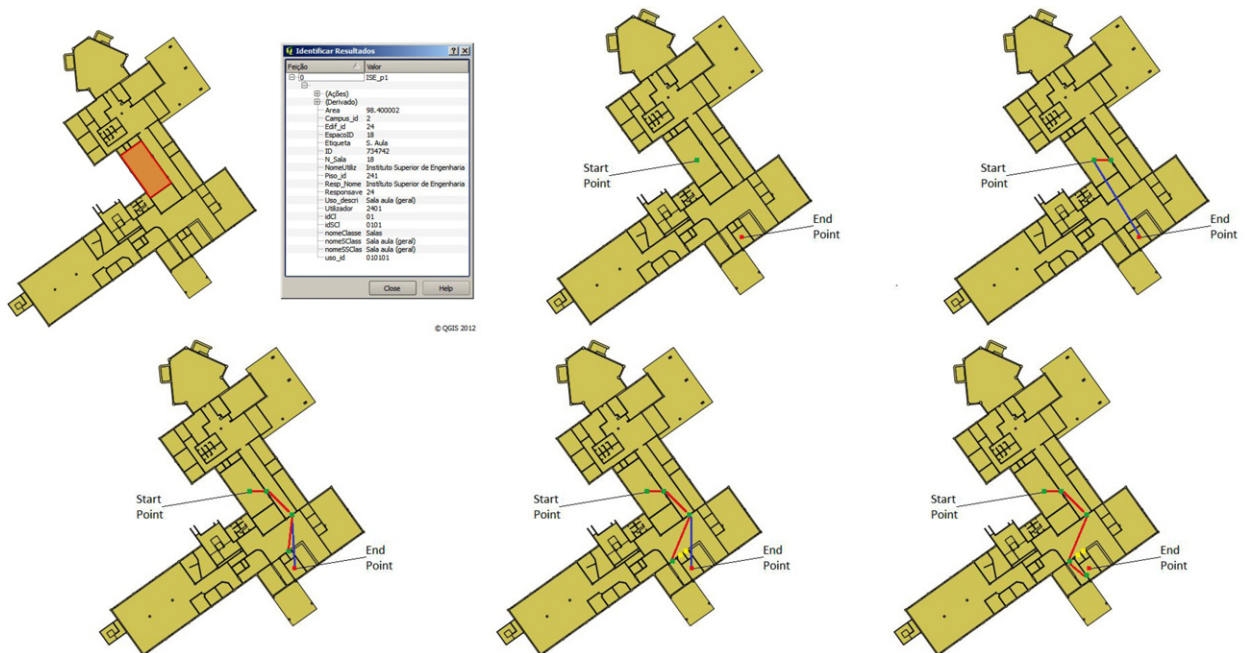 Identificar Resultados
Feição Valor
0 ISE_p1
(Ações)
(Derivado)
Area 98.400002
Campus_id 2
Edif_id 24
EspacoID 18
Etiqueta S. Aula
ID 734742
N_Sala 18
NomeUtiliz Instituto Superior de Engenharia
Piso_id 241
Resp_Nome Instituto Superior de Engenharia
Responsave 24
Uso_descri Sala aula (geral)
Utilizador 2401
idCl 01
idSCl 0101
nomeClasse Salas
nomeSClass Sala aula (geral)
nomeSSClas Sala aula (geral)
uso_id 010101
Close Help
© QGIS 2012
Start
Point
End
Point
Start
Point
End
Point
Start
Point
End
Point
Start
Point
End
Point
Start
Point
End
Point